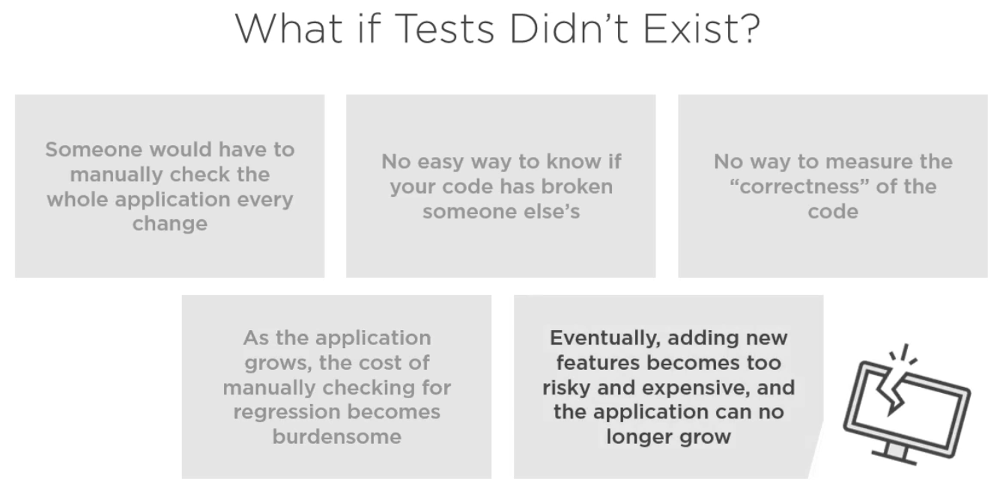 What if Tests Didn’t Exist?
Someone would have to
manually check the
whole application every
change
No easy way to know if
your code has broken
someone else’s
No way to measure the
“correctness” of the
code
As the application
grows, the cost of
manually checking for
regression becomes
burdensome
Eventually, adding new
features becomes too
risky and expensive, and
the application can no
longer grow